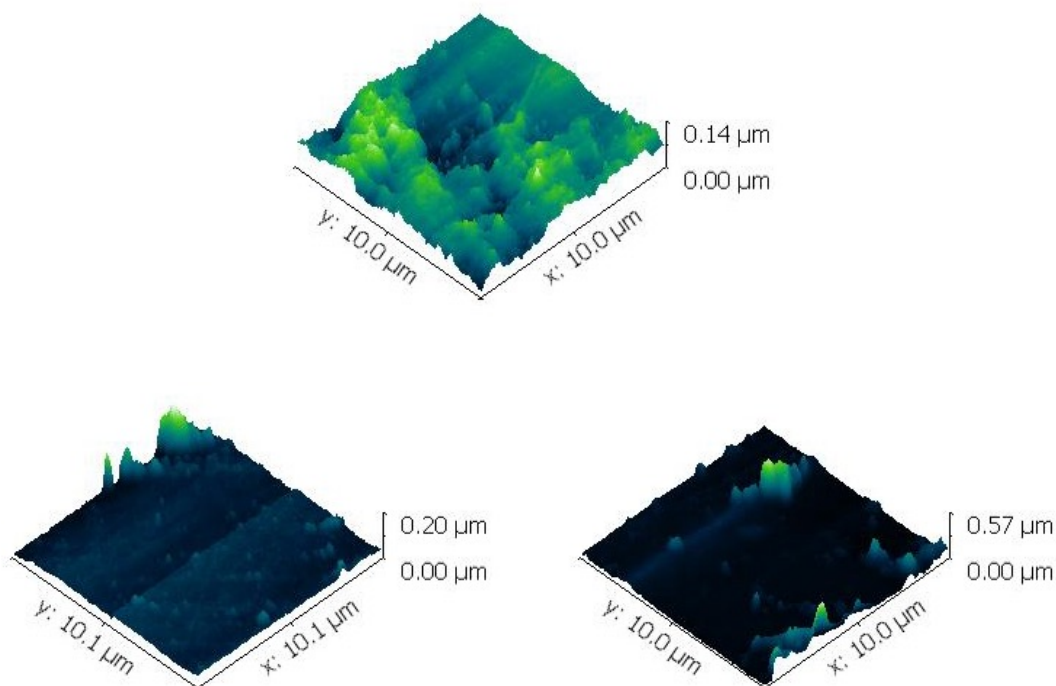 0.14 µm
0.00 µm
y: 10.0 µm
x: 10.0 µm
0.20 µm
0.00 µm
y: 10.1 µm
x: 10.1 µm
0.57 µm
0.00 µm
y: 10.0 µm
x: 10.0 µm